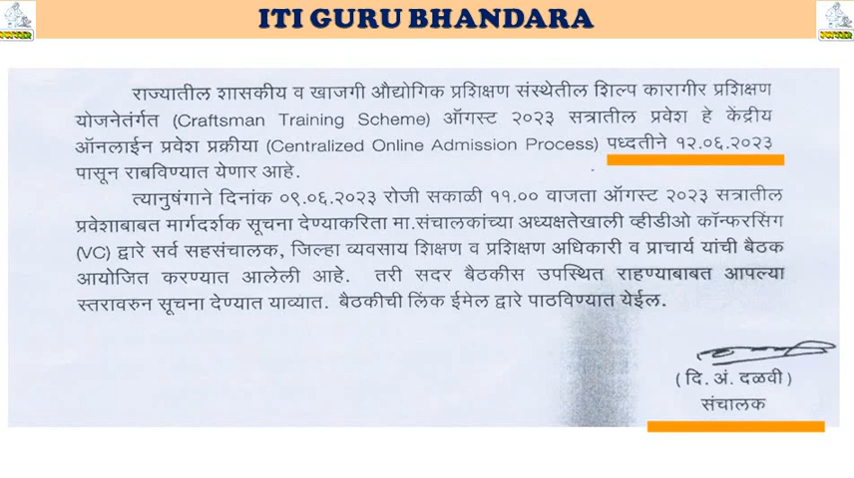 ITI GURU BHANDARA
राज्यातील शासकीय व खाजगी औद्योगिक प्रशिक्षण संस्थेतील शिल्प कारागीर प्रशिक्षण
योजनेतंर्गत (Craftsman Training Scheme) ऑगस्ट २०२३ सत्रातील प्रवेश हे केंद्रीय
ऑनलाईन प्रवेश प्रक्रीया (Centralized Online Admission Process) पध्दतीने १२.०६.२०२३
पासून राबविण्यात येणार आहे.
त्यानुषंगाने दिनांक ०९.०६.२०२३ रोजी सकाळी ११.०० वाजता ऑगस्ट २०२३ सत्रातील
प्रवेशाबाबत मार्गदर्शक सूचना देण्याकरिता मा.संचालकांच्या अध्यक्षतेखाली व्हीडीओ कॉन्फरसिंग
(VC) द्वारे सर्व सहसंचालक, जिल्हा व्यवसाय शिक्षण व प्रशिक्षण अधिकारी व प्राचार्य यांची बैठक
आयोजित करण्यात आलेली आहे. तरी सदर बैठकीस उपस्थित राहण्याबाबत आपल्या
स्तरावरुन सूचना देण्यात याव्यात. बैठकीची लिंक ईमेल द्वारे पाठविण्यात येईल.
(दि. अं. दळवी)
संचालक